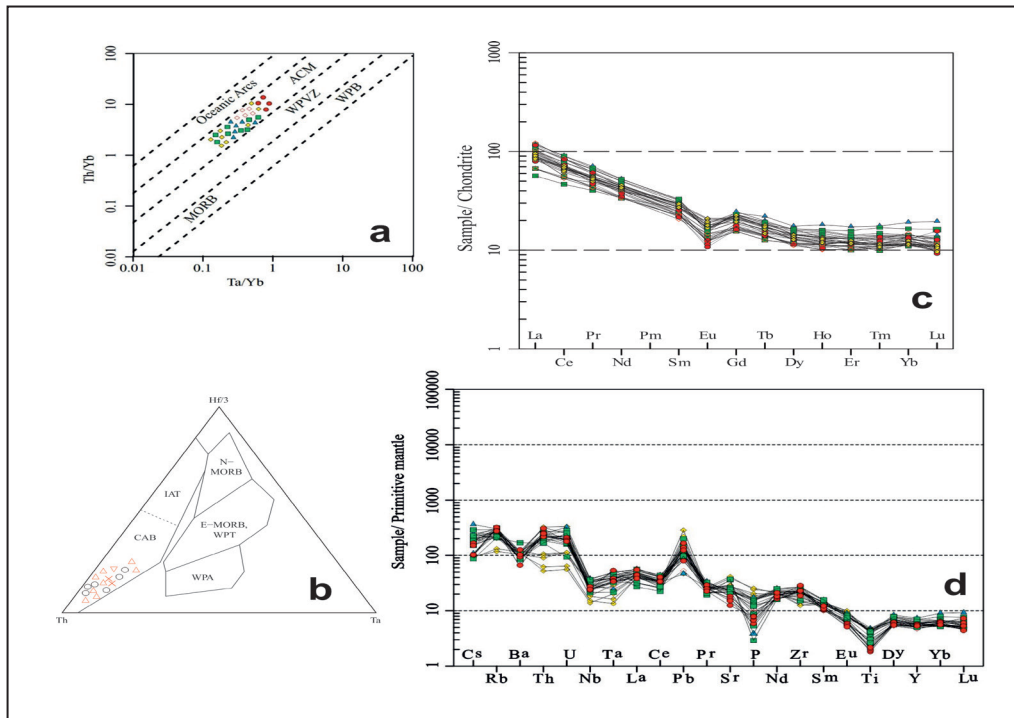 100
10
1
0.1
0.01
Th/Yb
Oceanic Arcs
ACM
WPVZ
WPB
MORB
a
0.01
0.1
1
10
100
Ta/Yb
1000
100
10
1
Sample/ Chondrite
c
La
Pr
Pm
Eu
Tb
Ho
Tm
Lu
Ce
Nd
Sm
Gd
Dy
Er
Yb
Hf/3
N−
MORB
IAT
E−MORB,
WPT
CAB
WPA
b
Th
Ta
100000
10000
1000
100
10
1
Sample/ Primitive mantle
d
Cs
Ba
U
Ta
Ce
Pr
P
Zr
Eu
Dy
Yb
Rb
Th
Nb
La
Pb
Sr
Nd
Sm
Ti
Y
Lu